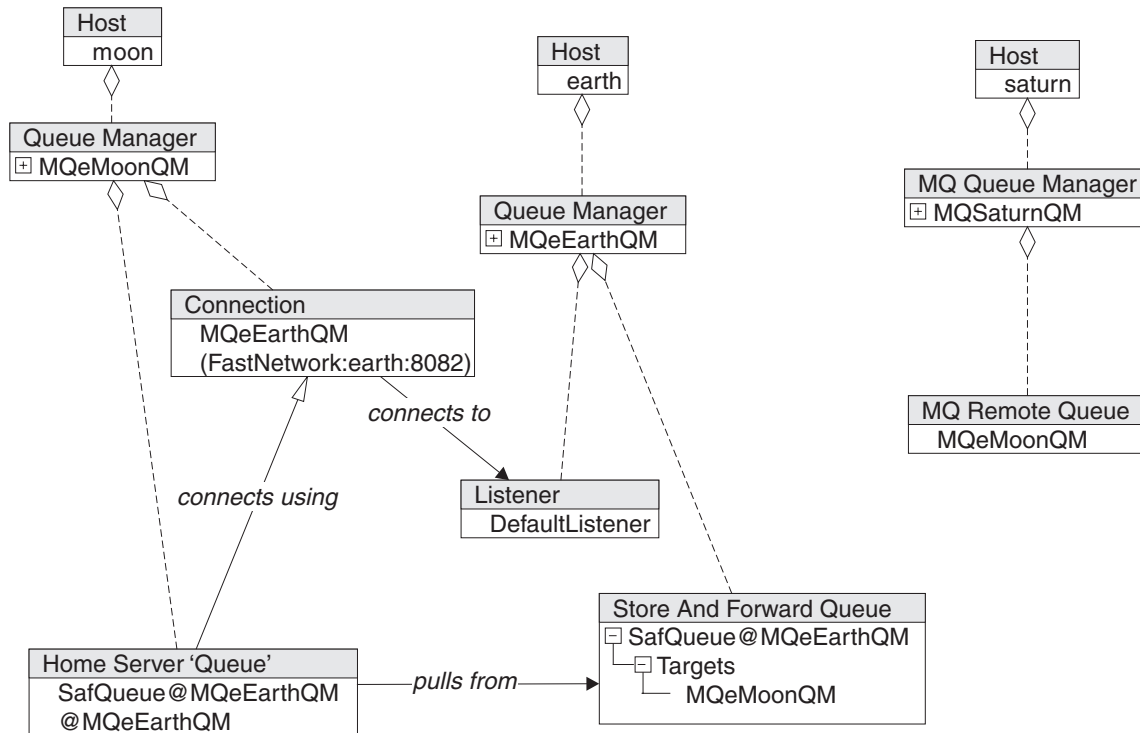 Host
moon
Queue Manager
MQeMoonQM
Connection
MQeEarthQM
(FastNetwork:earth:8082)
connects to
connects using
Home Server ‘Queue’
SafQueue@MQeEarthQM
@MQeEarthQM
pulls from
Host
earth
Queue Manager
MQeEarthQM
Listener
DefaultListener
Store And Forward Queue
SafQueue@MQeEarthQM
Targets
MQeMoonQM
Host
saturn
MQ Queue Manager
MQSaturnQM
MQ Remote Queue
MQeMoonQM